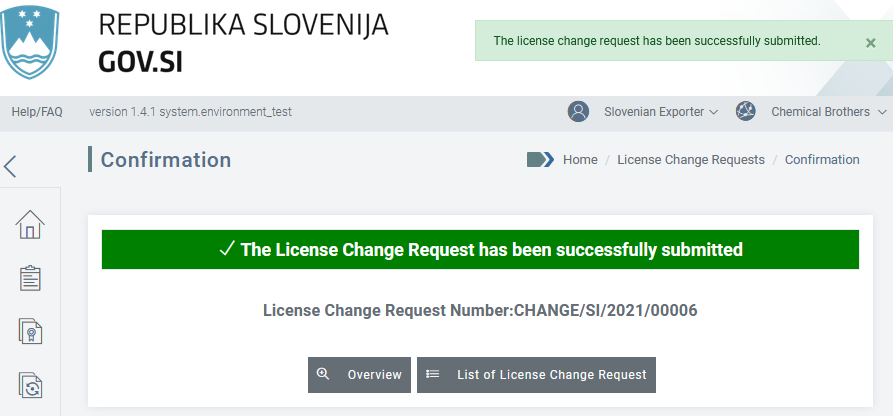 REPUBLIKA SLOVENIJA
GOV.SI
The license change request has been successfully submitted. ×
Help/FAQ version 1.4.1 system.environment_test Slovenian Exporter Chemical Brothers
Confirmation Home / License Change Requests / Confirmation
✓ The License Change Request has been successfully submitted
License Change Request Number:CHANGE/SI/2021/00006
Overview List of License Change Request